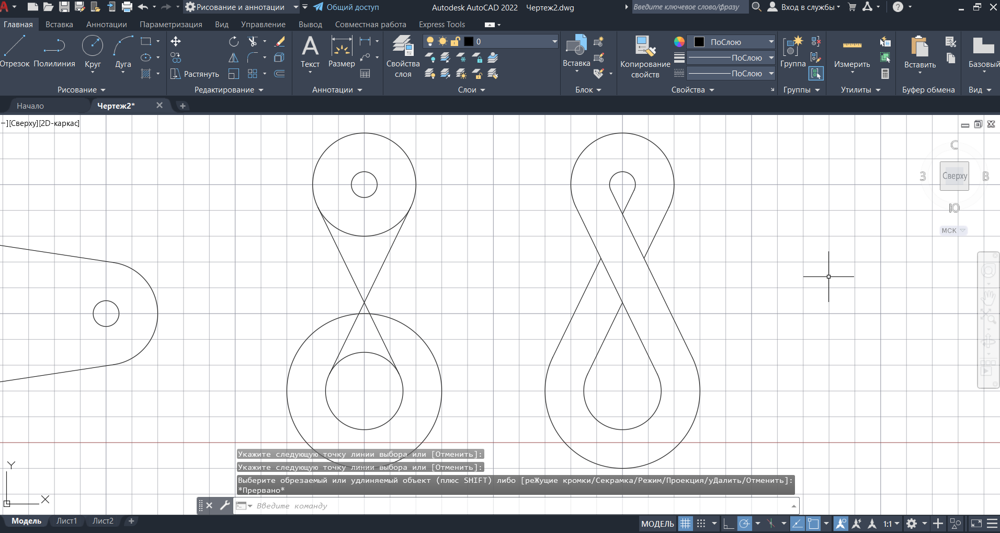 Рисование и аннотации
Общий доступ
Autodesk AutoCAD 2022 Чертеж2.dwg
Введите ключевое слово/фразу
Вход в службы
Главная Вставка Аннотации Параметризация Вид Управление Вывод Совместная работа Express Tools
0
ПоСлою
ПоСлою
ПоСлою
Отрезок Полилиния Круг Дуга
Растянуть
Текст Размер
Свойства слоя
Вставка
Копирование свойств
Группа
Измерить
Вставить
Базовый
Рисование Редактирование Аннотации Слои Блок Свойства Группы Утилиты Буфер обмена Вид
Начало Чертеж2*
−][Сверху][2D-каркас]
С
З Сверху В
Ю
МСК
Укажите следующую точку линии выбора или [Отменить]:
Укажите следующую точку линии выбора или [Отменить]:
Выберите обрезаемый или удлиняемый объект (плюс SHIFT) либо [реЖущие кромки/Секрамка/Режим/Проекция/уДалить/Отменить]:
*Прервано*
Y
X
Введите команду
Модель Лист1 Лист2
МОДЕЛЬ
1:1